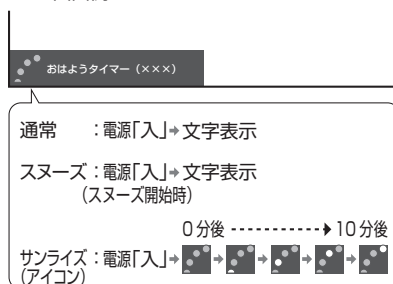 おはようタイマー（×××）
通常　：電源｢入｣➡文字表示
スヌーズ：電源｢入｣➡文字表示
（スヌーズ開始時）
0分後 ----------▶10分後
サンライズ：電源｢入｣➡ ➡ ➡ ➡ ➡
（アイコン）